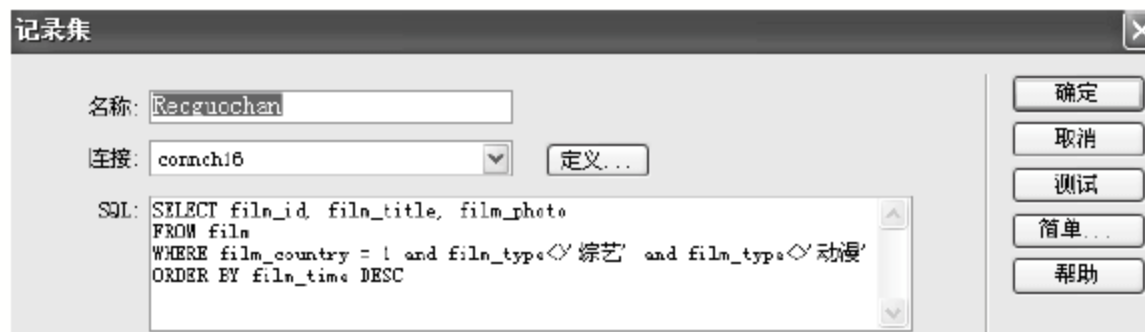 记录集
名称: Recguochan
连接: connch16
定义...
SQL: SELECT film_id, film_title, film_photo
FROM film
WHERE film_country = 1 and film_type<>'综艺' and film_type<>'动漫'
ORDER BY film_time DESC
确定
取消
测试
简单...
帮助